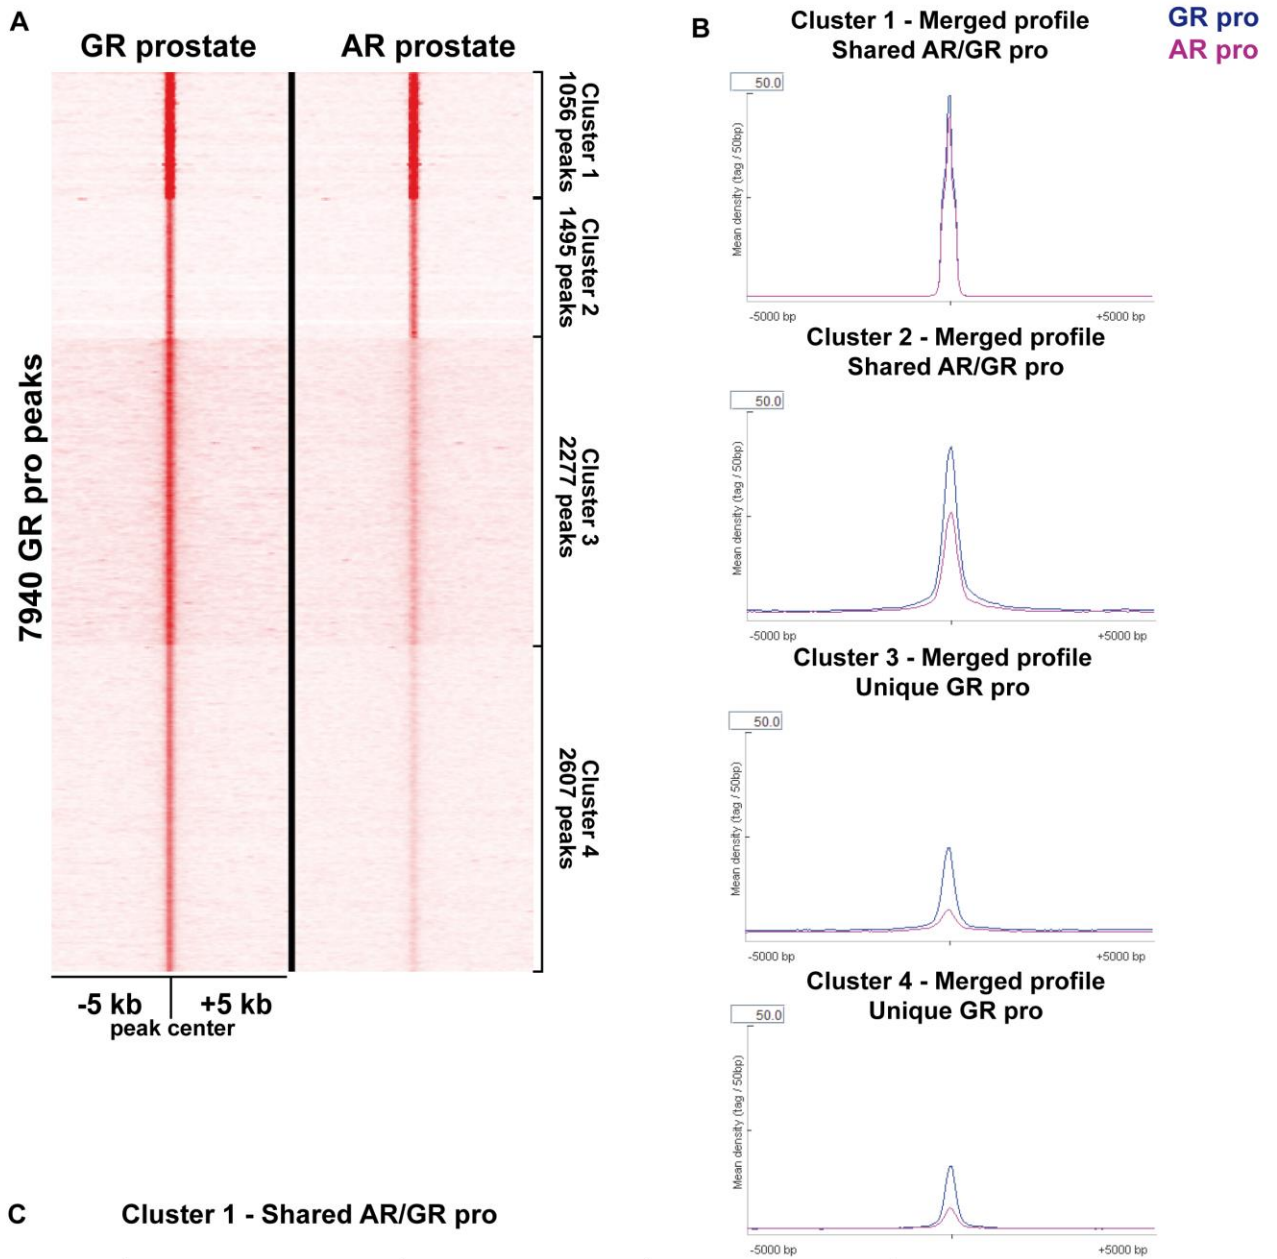 A
GR prostate
AR prostate
7940 GR pro peaks
Cluster 1
1056 peaks
Cluster 2
1495 peaks
Cluster 3
2277 peaks
Cluster 4
2607 peaks
-5 kb
+5 kb
peak center
B
GR pro
AR pro
Cluster 1 - Merged profile
Shared AR/GR pro
50.0
Mean density (tag / 50bp)
-5000 bp
+5000 bp
Cluster 2 - Merged profile
Shared AR/GR pro
50.0
Mean density (tag / 50bp)
-5000 bp
+5000 bp
Cluster 3 - Merged profile
Unique GR pro
50.0
Mean density (tag / 50bp)
-5000 bp
+5000 bp
Cluster 4 - Merged profile
Unique GR pro
50.0
Mean density (tag / 50bp)
-5000 bp
+5000 bp
C
Cluster 1 - Shared AR/GR pro